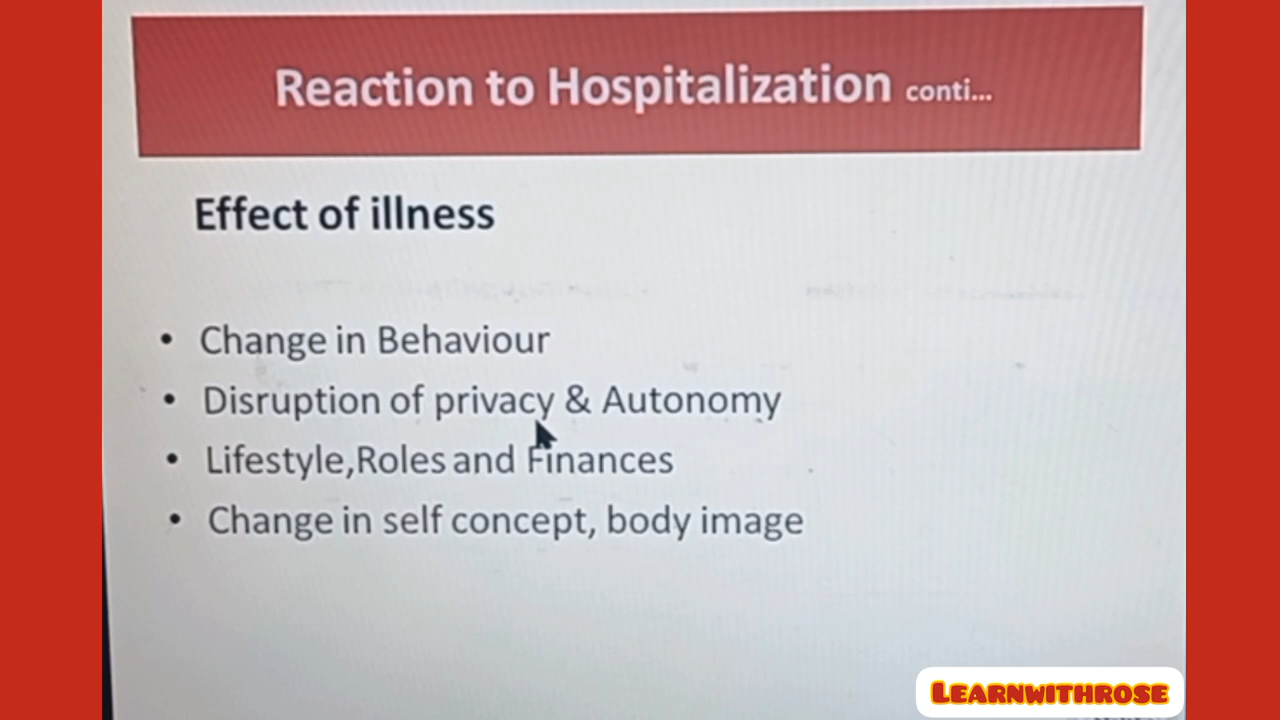 Reaction to Hospitalization conti...
Effect of illness
• Change in Behaviour
• Disruption of privacy & Autonomy
• Lifestyle,Roles and Finances
• Change in self concept, body image
LEARNWITHROSE